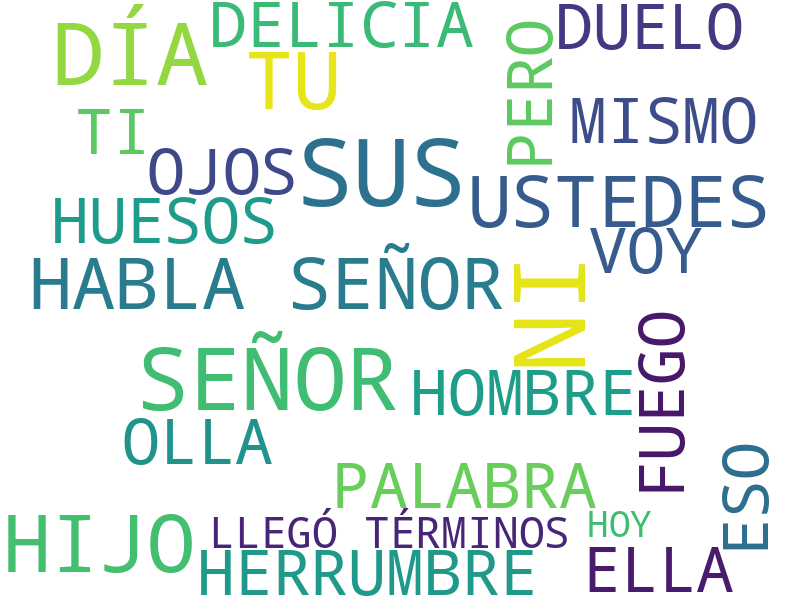 DELICIA
DUELO
DÍA
TU
PERO
TI
MISMO
OJOS
SUS
USTEDES
HUESOS
VOY
HABLA SEÑOR
NI
SEÑOR
HOMBRE
FUEGO
OLLA
PALABRA
ESO
HIJO
LLEGÓ TÉRMINOS
HOY
HERRUMBRE
ELLA